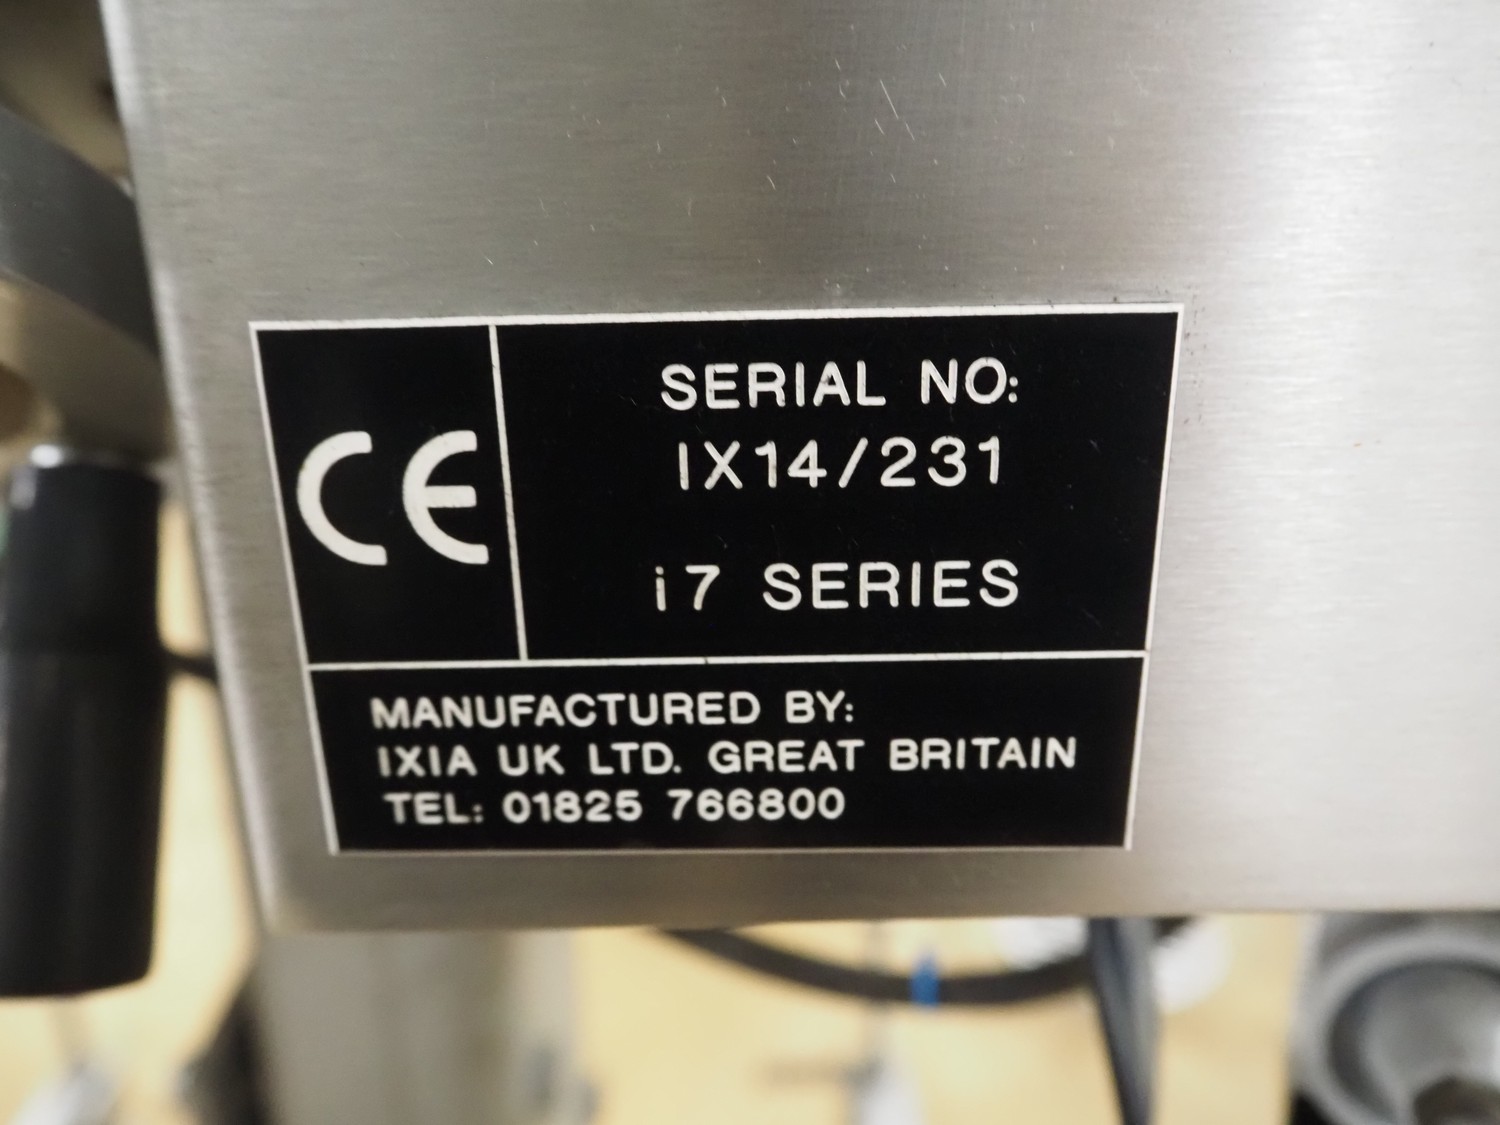 CE
SERIAL NO:
IX14/231
i7 SERIES
MANUFACTURED BY:
IXIA UK LTD. GREAT BRITAIN
TEL: 01825 766800